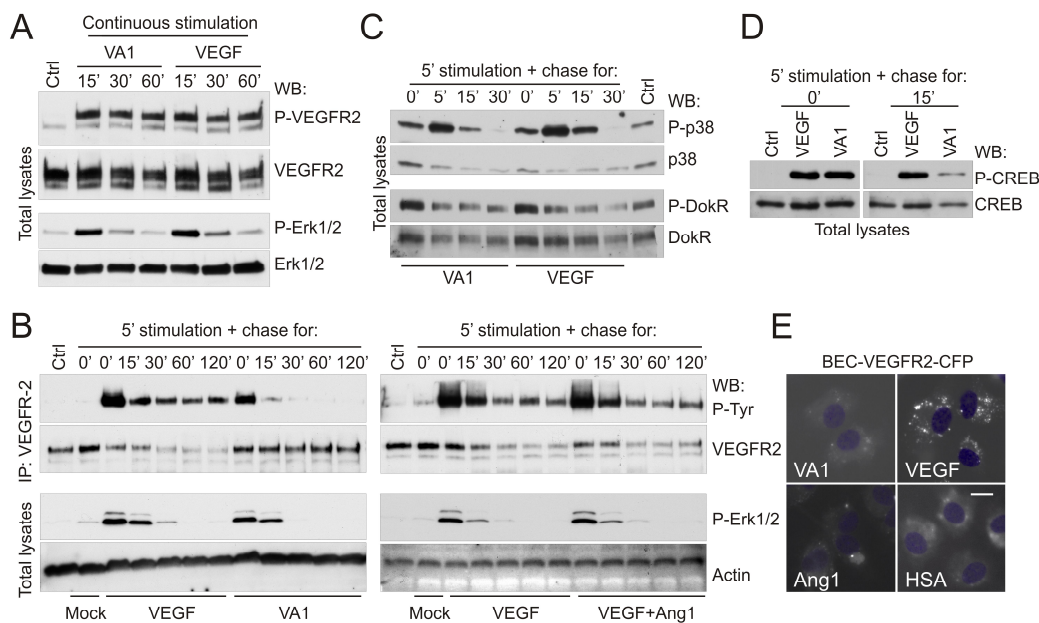 A
Continuous stimulation
VA1 VEGF
Ctrl 15’ 30’ 60’ 15’ 30’ 60’ WB:
P-VEGFR2
VEGFR2
P-Erk1/2
Erk1/2
Total lysates
C
5’ stimulation + chase for:
0’ 5’ 15’ 30’ 0’ 5’ 15’ 30’ Ctrl WB:
P-p38
p38
P-DokR
DokR
Total lysates
VA1 VEGF
D
5’ stimulation + chase for:
0’ 15’
Ctrl VEGF VA1 Ctrl VEGF VA1 WB:
P-CREB
CREB
Total lysates
B
5’ stimulation + chase for:
Ctrl 0’ 0’ 15’ 30’ 60’ 120’ 0’ 15’ 30’ 60’ 120’
5’ stimulation + chase for:
Ctrl 0’ 0’ 15’ 30’ 60’ 120’ 0’ 15’ 30’ 60’ 120’
WB:
P-Tyr
VEGFR2
IP: VEGFR-2
P-Erk1/2
Actin
Total lysates
Mock VEGF VA1
Mock VEGF VEGF+Ang1
E
BEC-VEGFR2-CFP
VA1 VEGF
Ang1 HSA